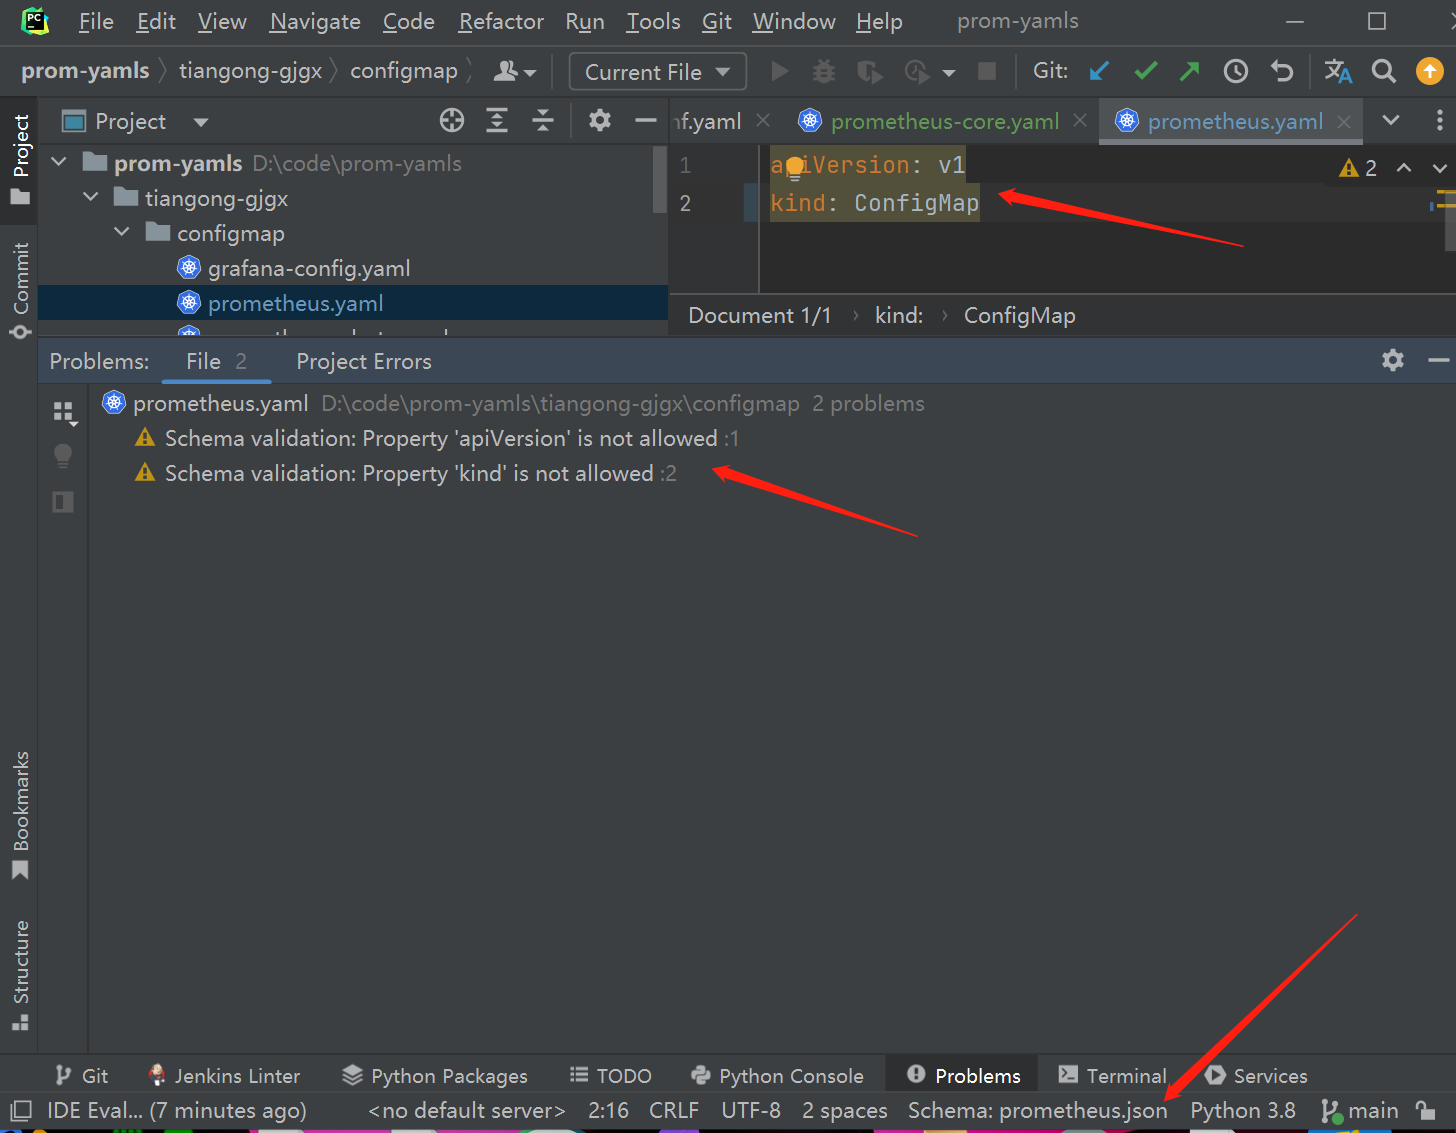 PC File Edit View Navigate Code Refactor Run Tools Git Window Help prom-yamls
prom-yamls tiangong-gjgx configmap Current File Git:
Project nf.yaml prometheus-core.yaml prometheus.yaml
prom-yamls D:\code\prom-yamls
tiangong-gjgx
configmap
grafana-config.yaml
prometheus.yaml
1 apiVersion: v1 2
2 kind: ConfigMap
Document 1/1 › kind: › ConfigMap
Project
Commit
Bookmarks
Structure
Problems: File 2 Project Errors
prometheus.yaml D:\code\prom-yamls\tiangong-gjgx\configmap 2 problems
Schema validation: Property 'apiVersion' is not allowed :1
Schema validation: Property 'kind' is not allowed :2
Git Jenkins Linter Python Packages TODO Python Console Problems Terminal Services
IDE Eval... (7 minutes ago) <no default server> 2:16 CRLF UTF-8 2 spaces Schema: prometheus.json Python 3.8 main